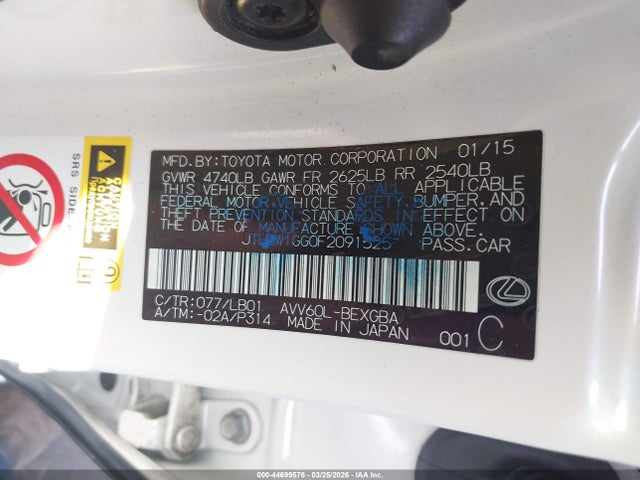 MFD.BY:TOYOTA MOTOR CORPORATION 01/15
GVWR 4740LB GAWR FR 2625LB RR 2540LB
THIS VEHICLE CONFORMS TO ALL APPLICABLE
FEDERAL MOTOR VEHICLE SAFETY, BUMPER, AND
THEFT PREVENTION STANDARDS IN EFFECT ON
THE DATE OF MANUFACTURE SHOWN ABOVE.
PASS.CAR
C/TR:077/LB01 AVV60L-BEXGBA
A/TM:-02A/P314 MADE IN JAPAN 001 C
SRS SIDE
CAUTION
000-44699576 | 03/25/2026 | IAA, Inc.